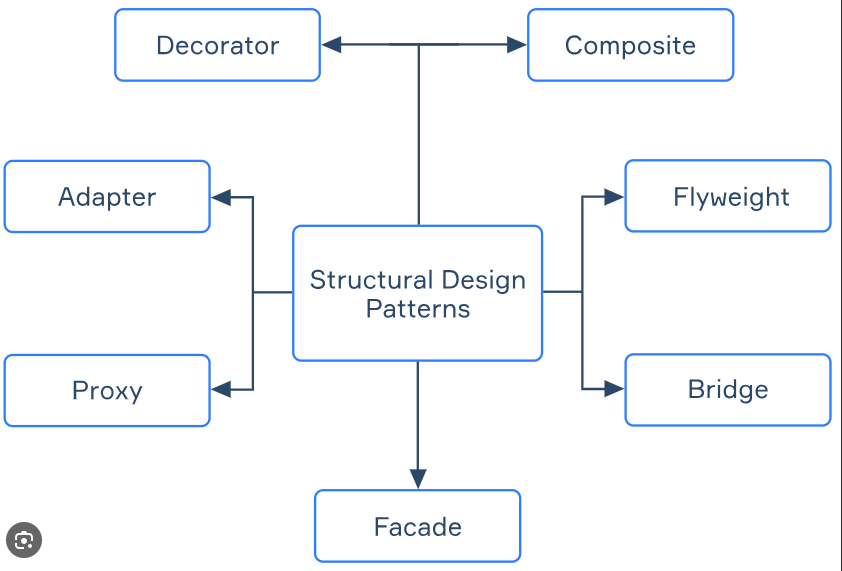 Decorator
Composite
Adapter
Flyweight
Structural Design
Patterns
Proxy
Bridge
Facade